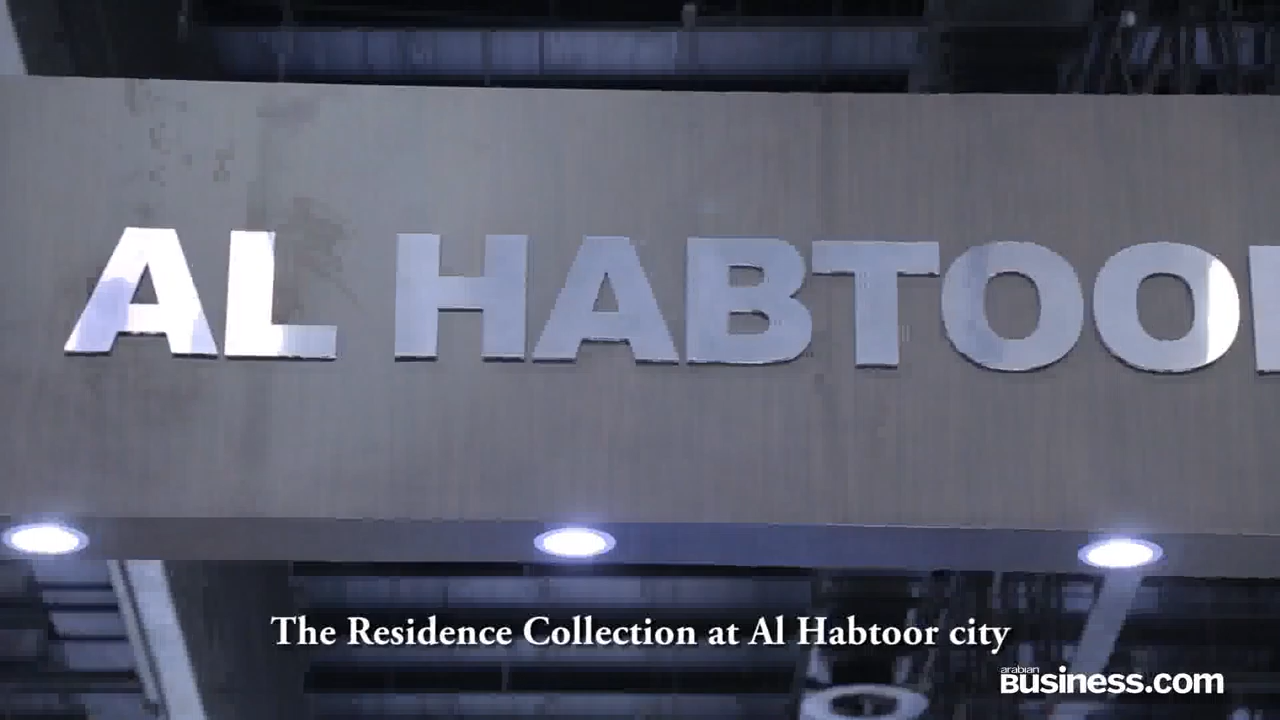 AL HABTOO
The Residence Collection at Al Habtoor city
arabian
Business.com